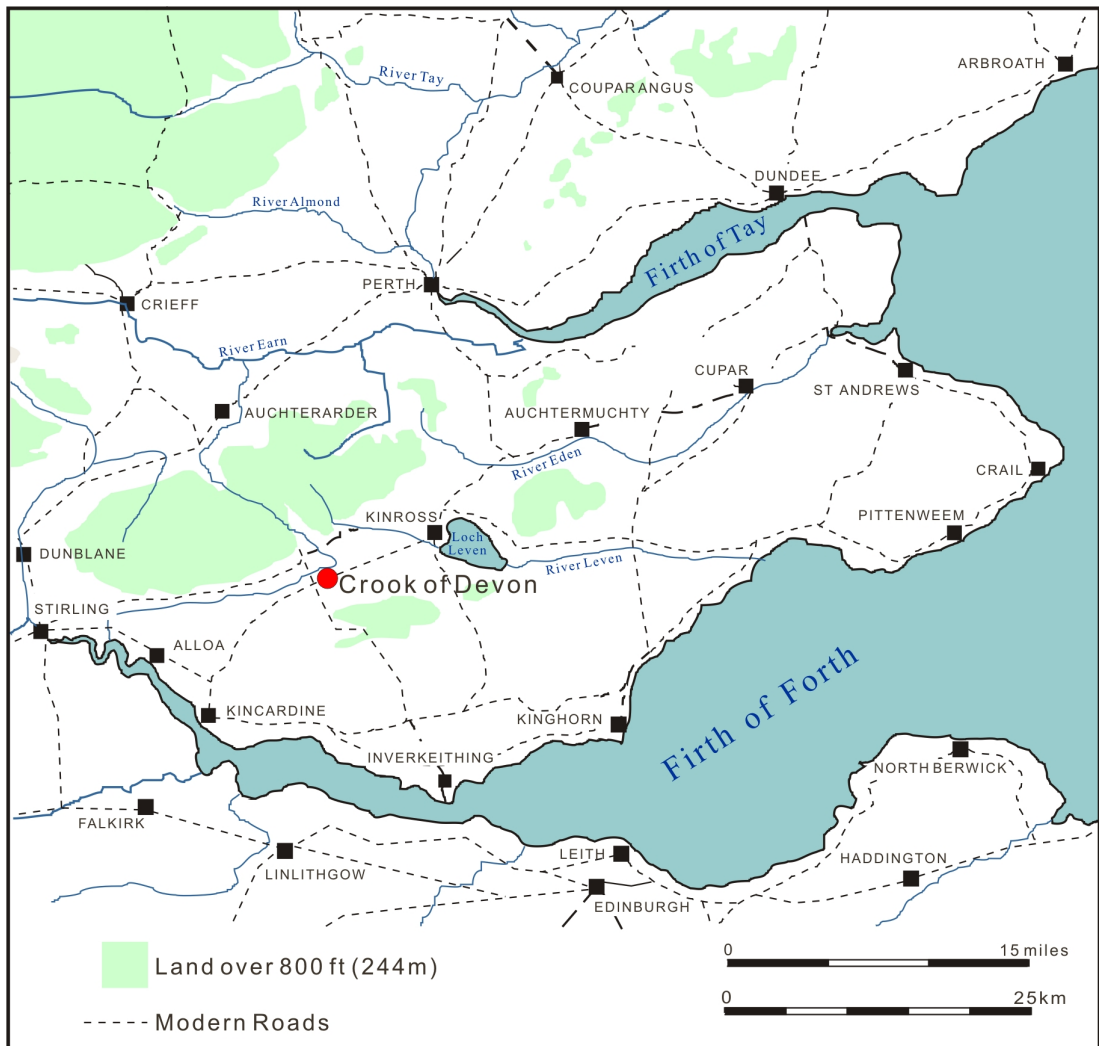 ARBROATH
River Tay
COUPAR ANGUS
DUNDEE
River Almond
Firth of Tay
PERTH
CRIEFF
River Earn
CUPAR
ST ANDREWS
AUCHTERARDER
AUCHTERMUCHTY
River Eden
CRAIL
KINROSS
PITTENWEEM
Loch
Leven
DUNBLANE
River Leven
Crook of Devon
STIRLING
ALLOA
KINCARDINE
KINGHORN
Firth of Forth
INVERKEITHING
NORTH BERWICK
FALKIRK
LEITH
HADDINGTON
LINLITHGOW
EDINBURGH
Land over 800 ft (244m)
0 15 miles
0 25km
Modern Roads